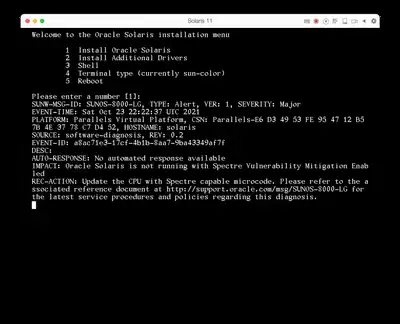 Solaris 11
Welcome to the Oracle Solaris installation menu
1 Install Oracle Solaris
2 Install Additional Drivers
3 Shell
4 Terminal type (currently sun-color)
5 Reboot
Please enter a number [1]:
SUNW-MSG-ID: SUNOS-8000-LG, TYPE: Alert, VER: 1, SEVERITY: Major
EVENT-TIME: Sat Oct 23 22:22:37 UTC 2021
PLATFORM: Parallels Virtual Platform, CSN: Parallels-E6 D3 49 53 FE 95 47 12 B5
7B 4E 37 78 C7 D4 52, HOSTNAME: solaris
SOURCE: software-diagnosis, REV: 0.2
EVENT-ID: a8ac71e3-17cf-4b1b-8aa7-9ba43349af7f
DESC:
AUTO-RESPONSE: No automated response available
IMPACT: Oracle Solaris is not running with Spectre Vulnerability Mitigation Enab
led
REC-ACTION: Update the CPU with Spectre capable microcode. Please refer to the a
ssociated reference document at http://support.oracle.com/msg/SUNOS-8000-LG for
the latest service procedures and policies regarding this diagnosis.